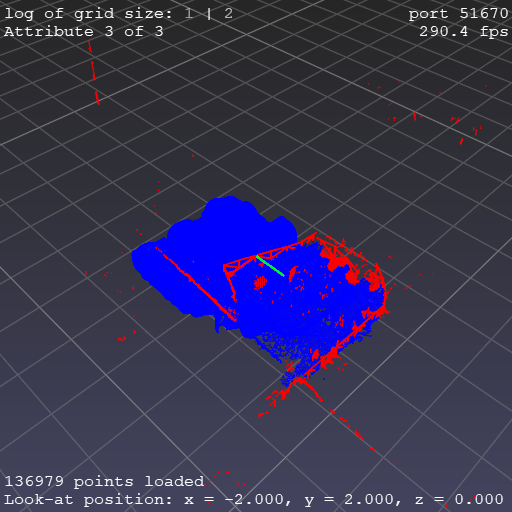 log of grid size: 1 | 2
port 51670
Attribute 3 of 3
290.4 fps
136979 points loaded
Look-at position: x = -2.000, y = 2.000, z = 0.000